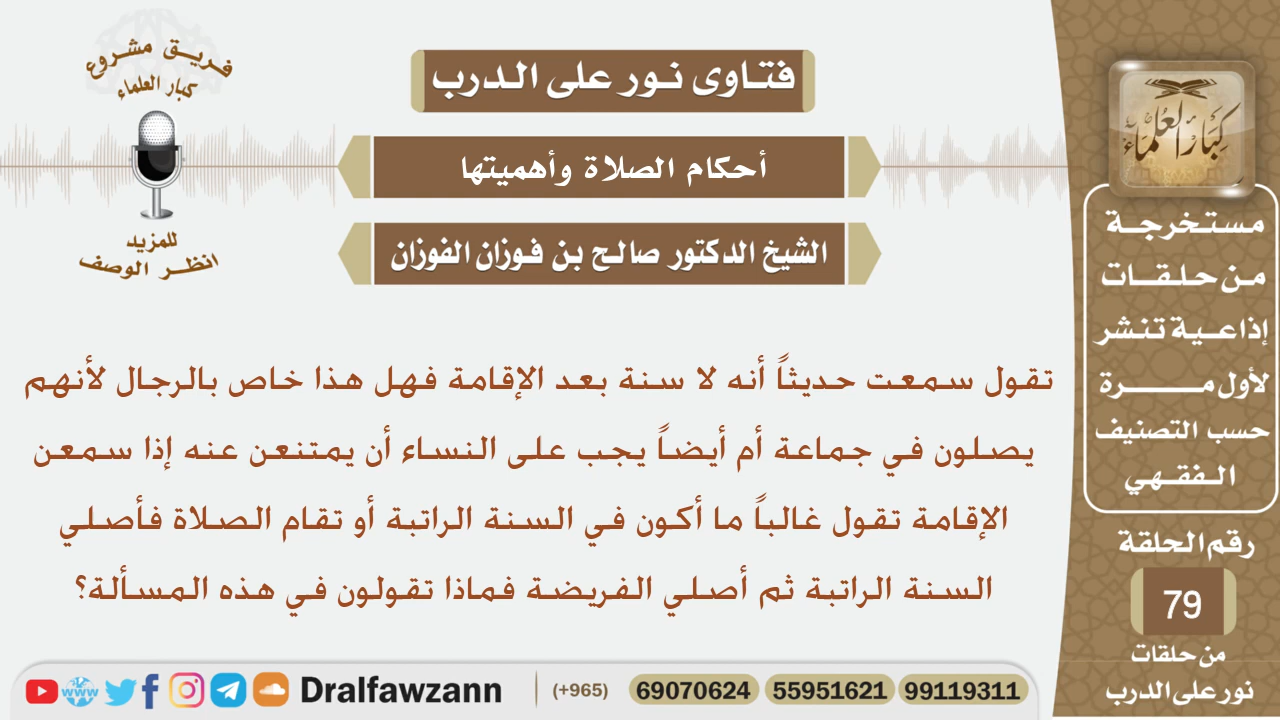 فريق مشروع
كبار العلماء
للمزيد
انظر الوصف
فتاوى نور على الدرب
أحكام الصلاة وأهميتها
الشيخ الدكتور صالح بن فوزان الفوزان
تقول سمعت حديثاً أنه لا سنة بعد الإقامة فهل هذا خاص بالرجال لأنهم
يصلون في جماعة أم أيضاً يجب على النساء أن يمتنعن عنه إذا سمعن
الإقامة تقول غالباً ما أكون في السنة الراتبة أو تقام الصلاة فأصلي
السنة الراتبة ثم أصلي الفريضة فماذا تقولون في هذه المسألة؟
كبار العلماء
مستخرجة
من حلقات
إذاعية تنشر
لأول مرة
حسب التصنيف
الفقهي
رقم الحلقة
79
من حلقات
نور على الدرب
www
Dralfawzann
(+965)
69070624
55951621
99119311